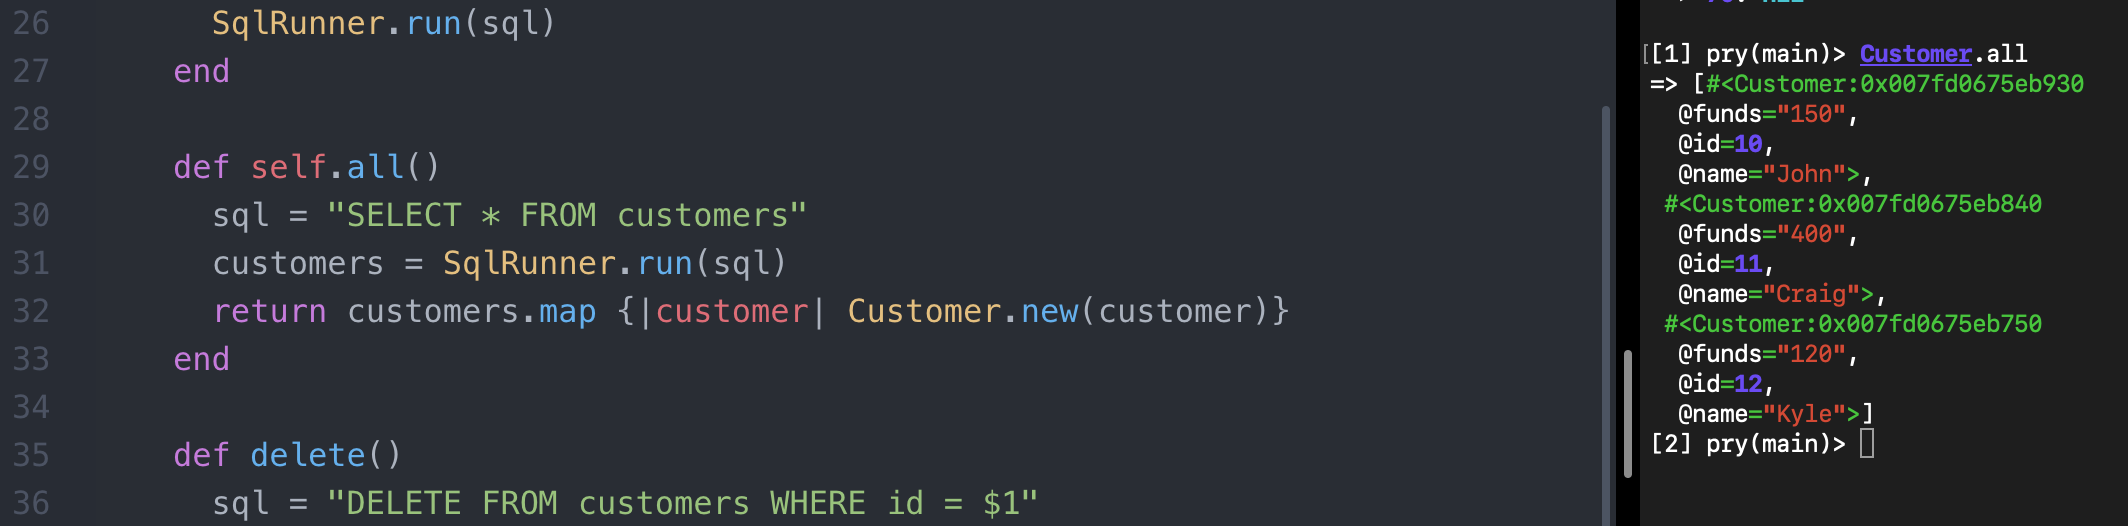 26 SqlRunner.run(sql)
27 end
28
29 def self.all()
30 sql = "SELECT * FROM customers"
31 customers = SqlRunner.run(sql)
32 return customers.map {|customer| Customer.new(customer)}
33 end
34
35 def delete()
36 sql = "DELETE FROM customers WHERE id = $1"
[[1] pry(main)> Customer.all
=> [#<Customer:0x007fd0675eb930
@funds="150",
@id=10,
@name="John">,
#<Customer:0x007fd0675eb840
@funds="400",
@id=11,
@name="Craig">,
#<Customer:0x007fd0675eb750
@funds="120",
@id=12,
@name="Kyle">]
[2] pry(main)>